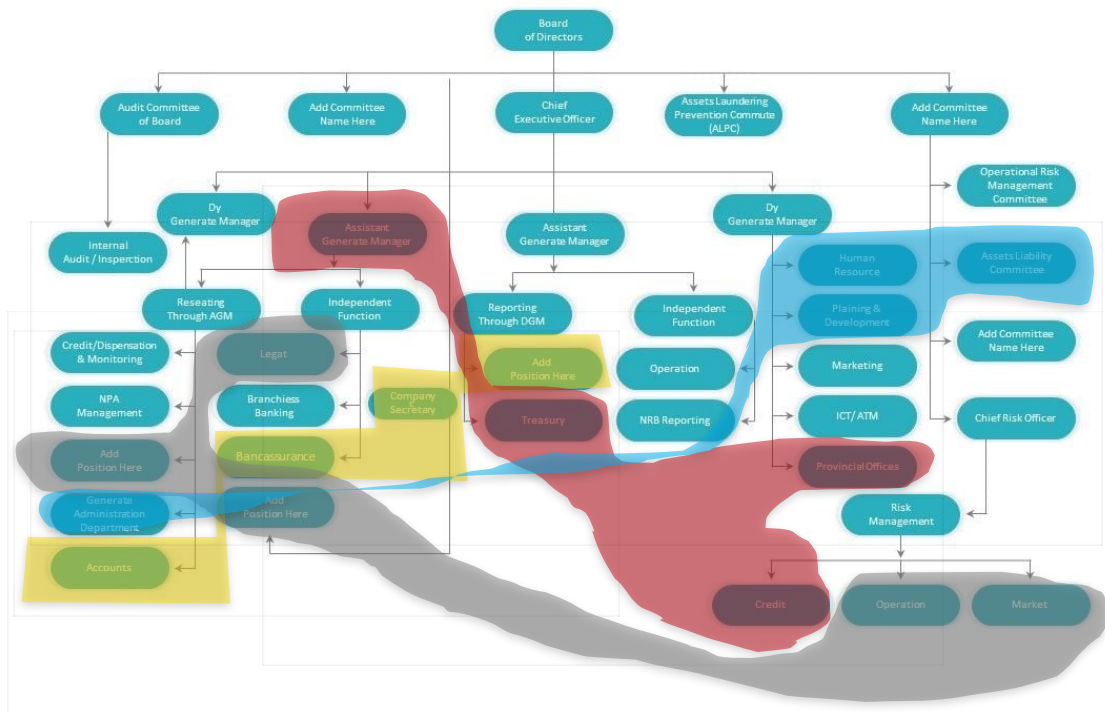 Board
of Directors
Audit Committee
of Board
Add Committee
Name Here
Chief
Executive Officer
Assets Laundering
Prevention Commute
(ALPC)
Add Committee
Name Here
Operational Risk
Management
Committee
Dy
Generate Manager
Assistant
Generate Manager
Assistant
Generate Manager
Dy
Generate Manager
Internal
Audit / Insperction
Human
Resource
Assets Liability
Committee
Reseating
Through AGM
Independent
Function
Reporting
Through DGM
Independent
Function
Plaining &
Development
Add Committee
Name Here
Credit/Dispensation
& Monitoring
Legat
Add
Position Here
Operation
Marketing
NPA
Management
Branchiess
Banking
Company
Secretary
Treasury
NRB Reporting
ICT/ ATM
Chief Risk Officer
Add
Position Here
Bancassurance
Provincial Offices
Generate
Administration
Department
Add
Position Here
Risk
Management
Accounts
Credit
Operation
Market